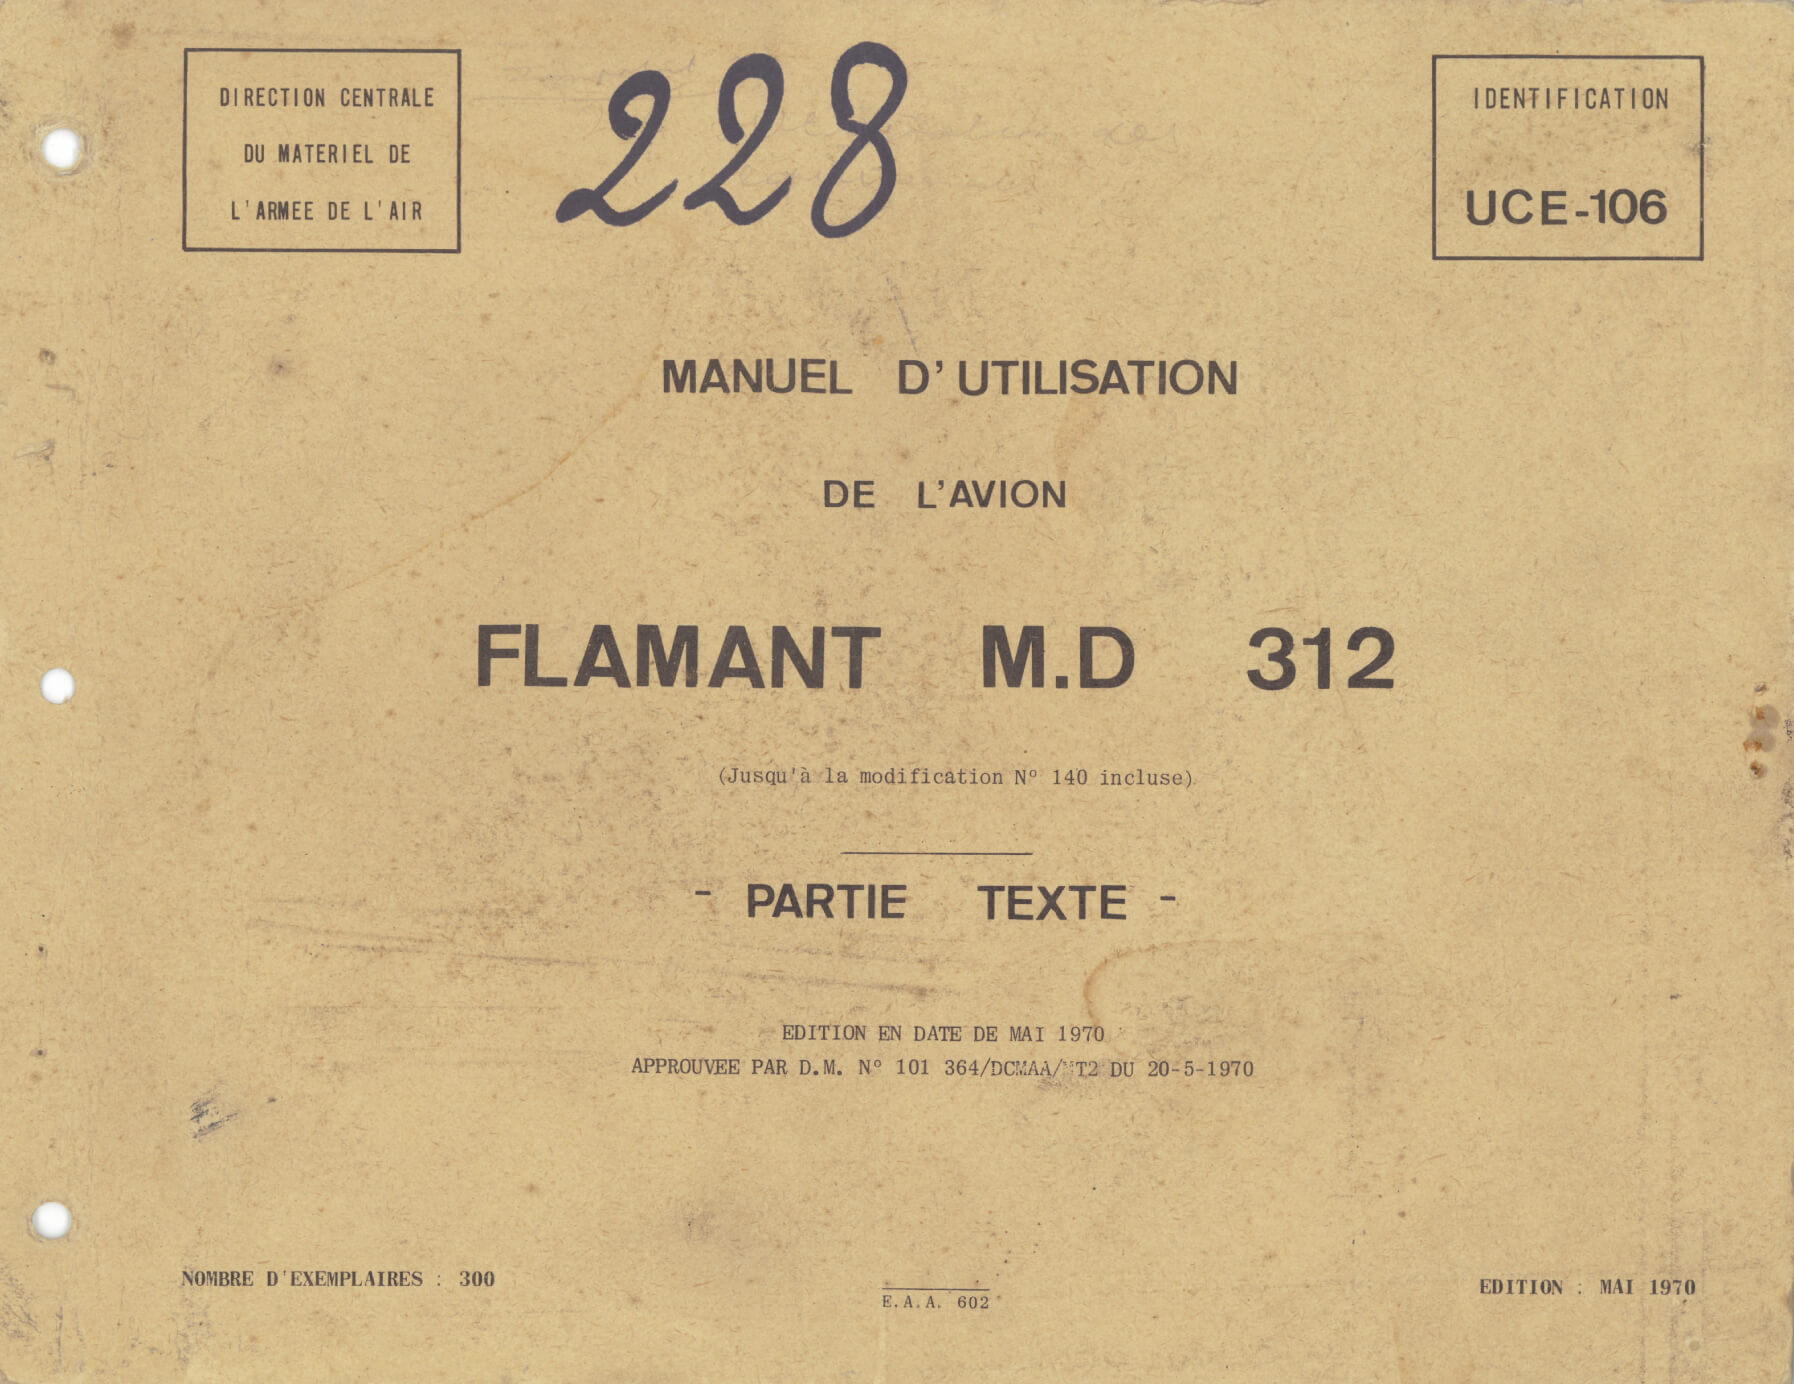 DIRECTION CENTRALE
DU MATERIEL DE
L'ARMEE DE L'AIR
228
IDENTIFICATION
UCE-106
MANUEL D'UTILISATION
DE L'AVION
FLAMANT M.D 312
(Jusqu'à la modification N° 140 incluse)
- PARTIE TEXTE -
EDITION EN DATE DE MAI 1970
APPROUVEE PAR D.M. N° 101 364/DCMAA/MT2 DU 20-5-1970
NOMBRE D'EXEMPLAIRES : 300
E.A.A. 602
EDITION : MAI 1970